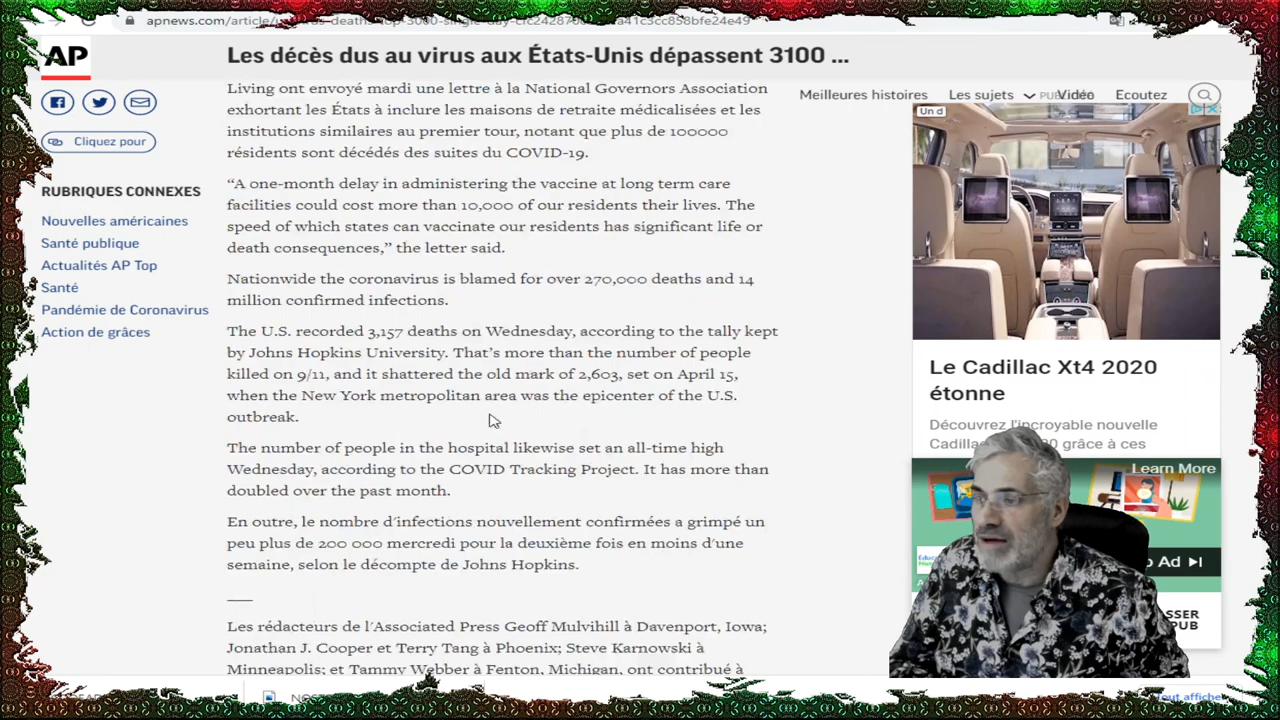 apnews.com/article/
AP
Les décès dus au virus aux États-Unis dépassent 3100 ...
Meilleures histoires Les sujets Vidéo Ecoutez
Cliquez pour
RUBRIQUES CONNEXES
Nouvelles américaines
Santé publique
Actualités AP Top
Santé
Pandémie de Coronavirus
Action de grâces
Living ont envoyé mardi une lettre à la National Governors Association
exhortant les États à inclure les maisons de retraite médicalisées et les
institutions similaires au premier tour, notant que plus de 100000
résidents sont décédés des suites du COVID-19.
“A one-month delay in administering the vaccine at long term care
facilities could cost more than 10,000 of our residents their lives. The
speed of which states can vaccinate our residents has significant life or
death consequences,” the letter said.
Nationwide the coronavirus is blamed for over 270,000 deaths and 14
million confirmed infections.
The U.S. recorded 3,157 deaths on Wednesday, according to the tally kept
by Johns Hopkins University. That’s more than the number of people
killed on 9/11, and it shattered the old mark of 2,603, set on April 15,
when the New York metropolitan area was the epicenter of the U.S.
outbreak.
The number of people in the hospital likewise set an all-time high
Wednesday, according to the COVID Tracking Project. It has more than
doubled over the past month.
En outre, le nombre d'infections nouvellement confirmées a grimpé un
peu plus de 200 000 mercredi pour la deuxième fois en moins d'une
semaine, selon le décompte de Johns Hopkins.
Les rédacteurs de l'Associated Press Geoff Mulvihill à Davenport, Iowa;
Jonathan J. Cooper et Terry Tang à Phoenix; Steve Karnowski à
Minneapolis; et Tammy Webber à Fenton, Michigan, ont contribué à
Un d
Le Cadillac Xt4 2020
étonne
Découvrez l'incroyable nouvelle
Cadillac 20 grâce à ces
Learn More
Ad
PUB
tout affiche